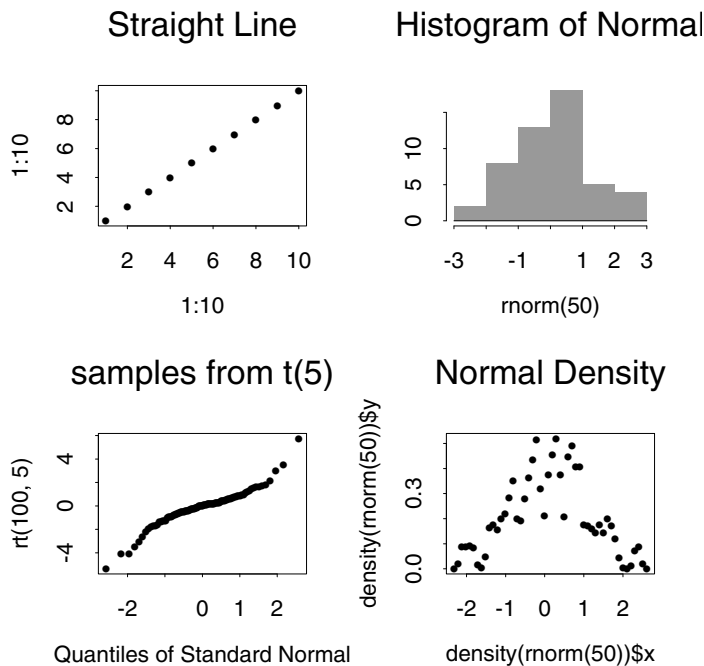 Straight Line
1:10
8
6
4
2
2 4 6 8 10
1:10
Histogram of Normal
10
5
0
-3 -1 1 2 3
rnorm(50)
samples from t(5)
rt(100, 5)
4
0
-4
-2 0 1 2
Quantiles of Standard Normal
Normal Density
density(rnorm(50))$y
0.3
0.0
-2 -1 0 1 2
density(rnorm(50))$x